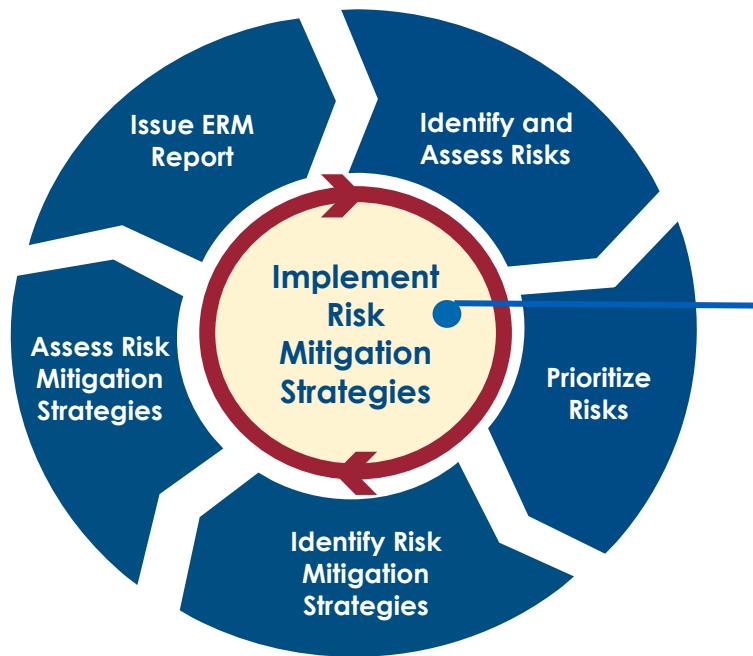 Issue ERM
Report
Identify and
Assess Risks
Prioritize
Risks
Identify Risk
Mitigation
Strategies
Assess Risk
Mitigation
Strategies
Implement
Risk
Mitigation
Strategies